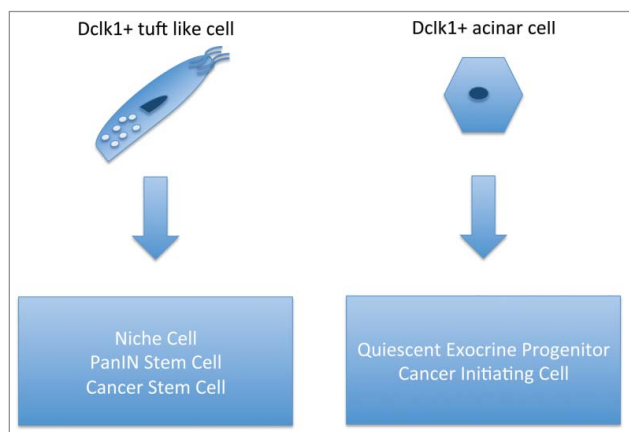 Dclk1+ tuft like cell
Dclk1+ acinar cell
Niche Cell
PanIN Stem Cell
Cancer Stem Cell
Quiescent Exocrine Progenitor
Cancer Initiating Cell